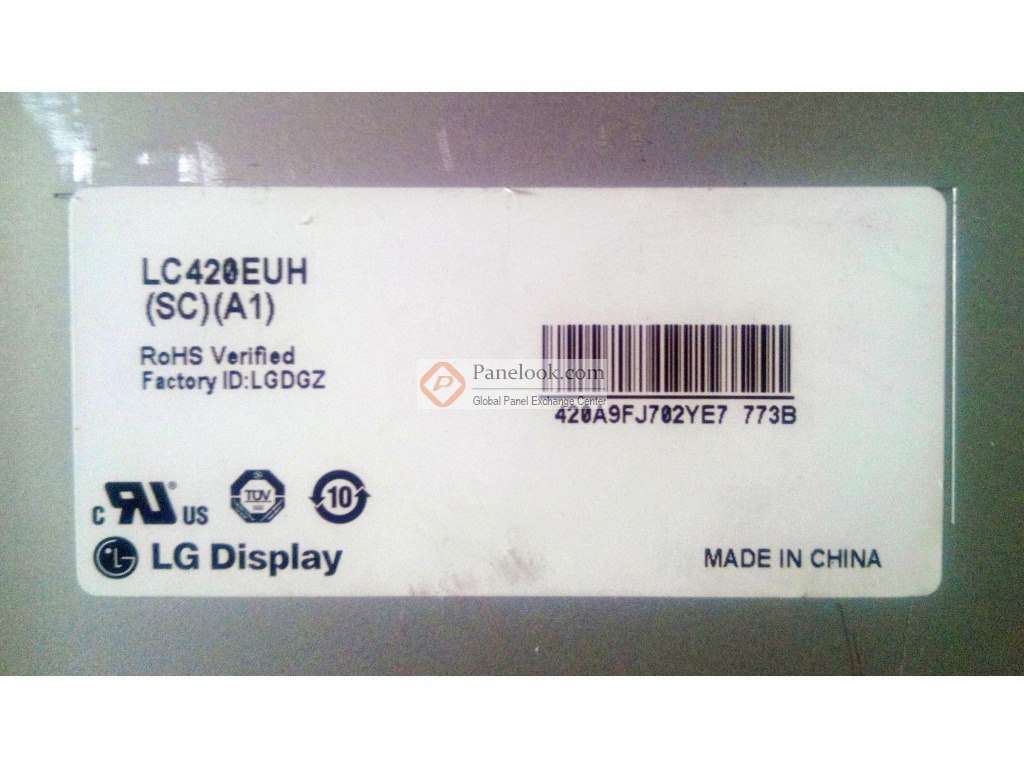 LC420EUH
(SC)(A1)
RoHS Verified
Factory ID:LGDGZ
Panelook.com
Global Panel Exchange Center
420A9FJ702YE7 773B
c RU ® US
TÜV
10
LG Display
MADE IN CHINA